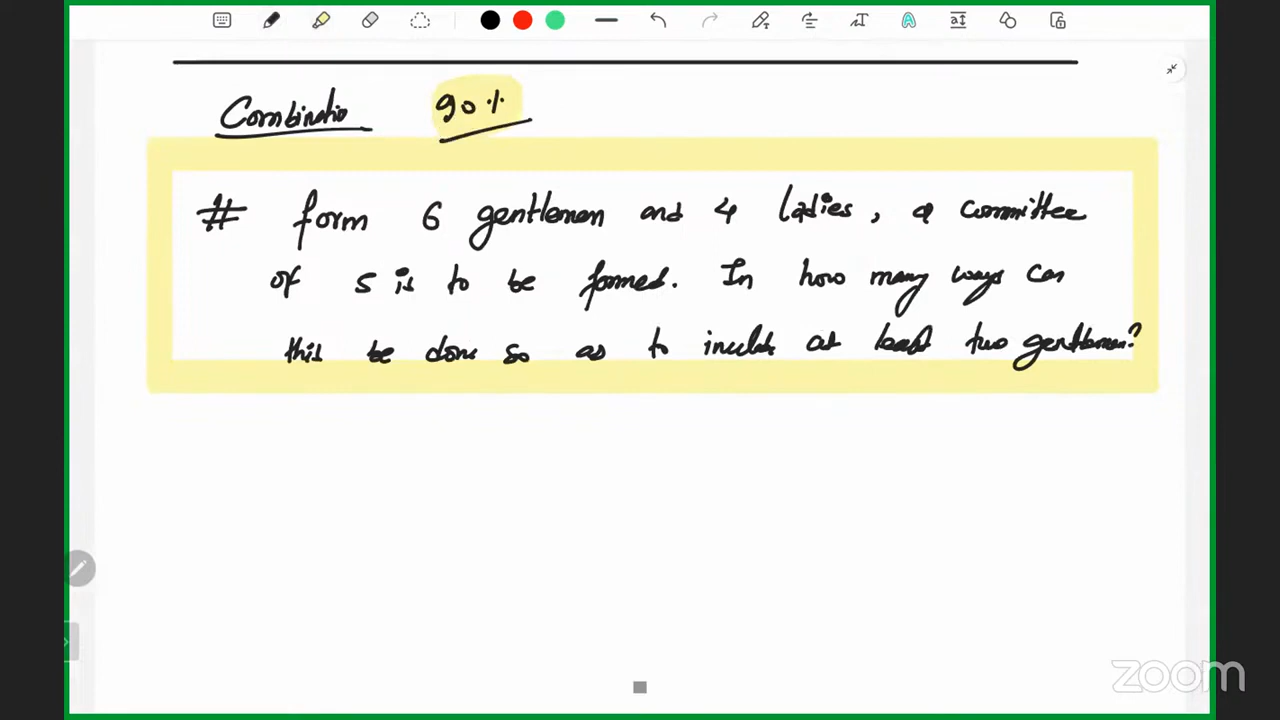 Combinatio 90%
# form 6 gentlemen and 4 ladies, a committee
of 5 is to be formed. In how many ways can
this be done so as to include at least two gentlemen?
zoom